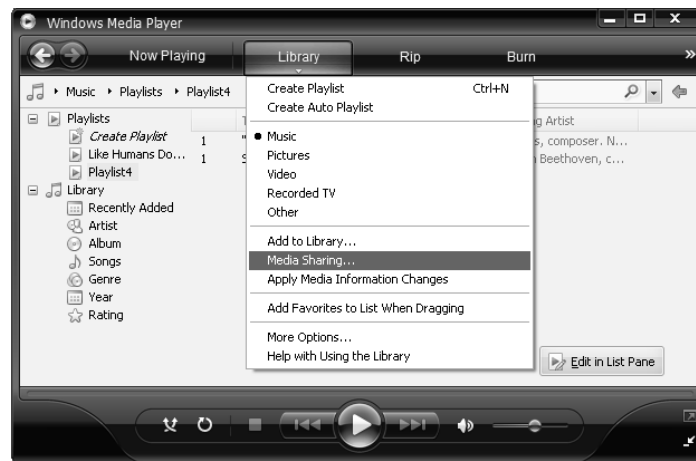 Windows Media Player
Now Playing Library Rip Burn »
Music Playlists Playlist4
Playlists
Create Playlist
Like Humans Do...
Playlist4
Library
Recently Added
Artist
Album
Songs
Genre
Year
Rating
1
1
Create Playlist Ctrl+N
Create Auto Playlist
Music
Pictures
Video
Recorded TV
Other
Add to Library...
Media Sharing...
Apply Media Information Changes
Add Favorites to List When Dragging
More Options...
Help with Using the Library
Artist
composer. N...
Beethoven, c...
Edit in List Pane